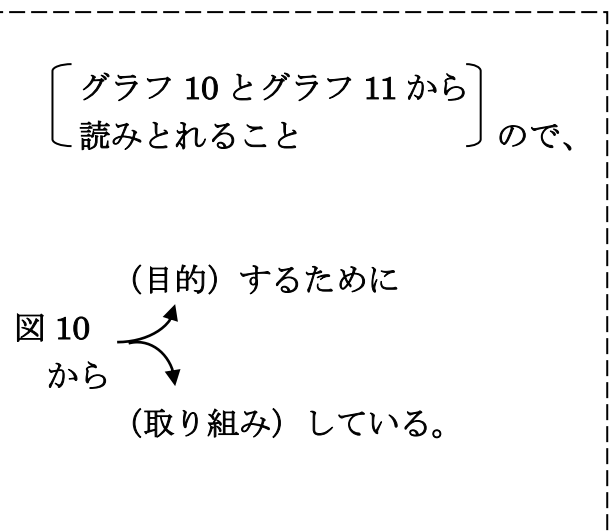 グラフ 10 とグラフ 11 から
読みとれること
ので、
（目的）するために
図 10
から
（取り組み）している。